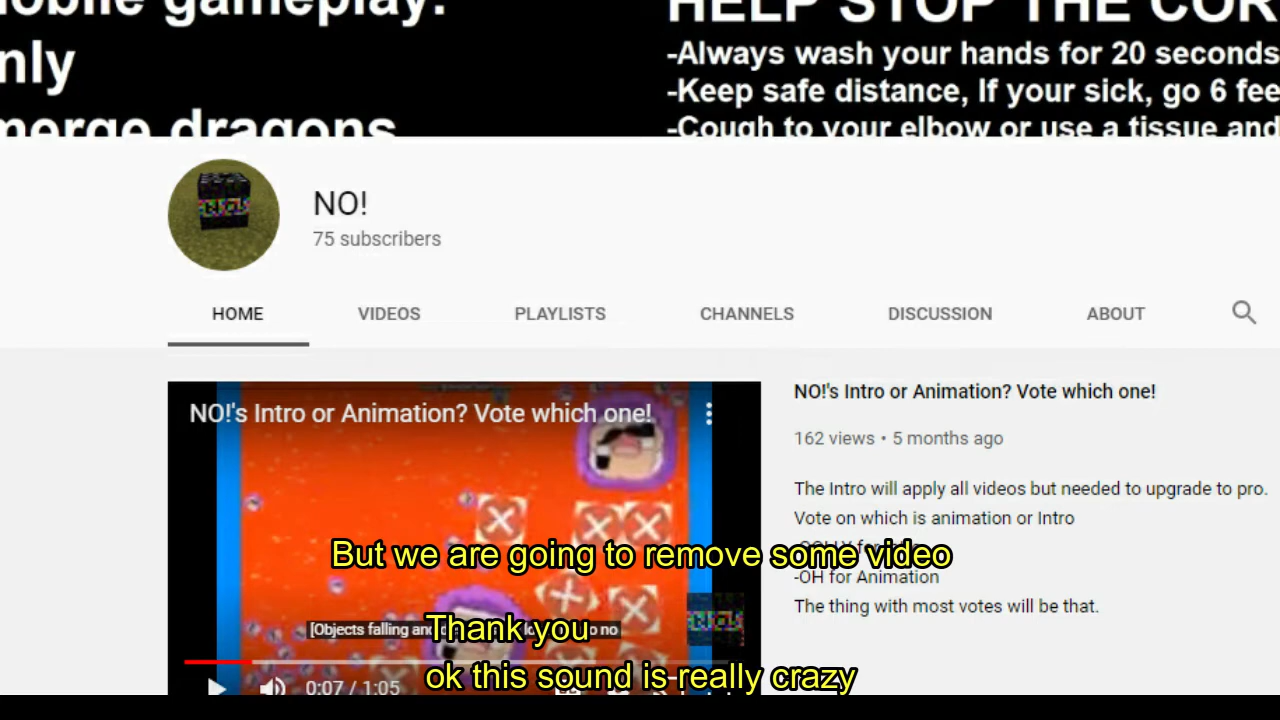 gameplay:
nly
merge dragons
HELP STOP THE COR
-Always wash your hands for 20 seconds
-Keep safe distance, If your sick, go 6 fee
-Cough to your elbow or use a tissue and
NO!
75 subscribers
HOME VIDEOS PLAYLISTS CHANNELS DISCUSSION ABOUT
NO!'s Intro or Animation? Vote which one!
NO!'s Intro or Animation? Vote which one!
162 views • 5 months ago
The Intro will apply all videos but needed to upgrade to pro.
Vote on which is animation or Intro
-OH for Animation
The thing with most votes will be that.
But we are going to remove some video
[Objects falling
no
Thank you
ok this sound is really crazy
0:07 / 1:05